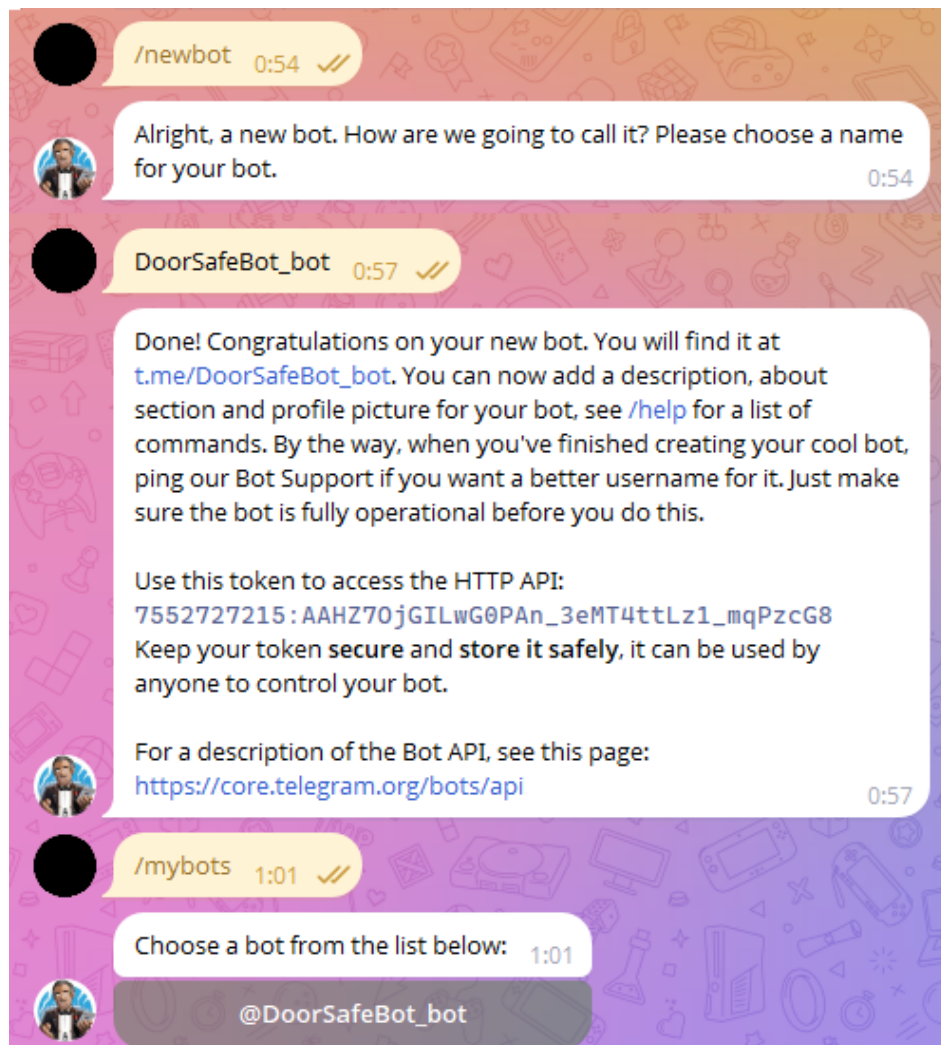 /newbot 0:54
Alright, a new bot. How are we going to call it? Please choose a name
for your bot. 0:54
DoorSafeBot_bot 0:57
Done! Congratulations on your new bot. You will find it at
t.me/DoorSafeBot_bot. You can now add a description, about
section and profile picture for your bot, see /help for a list of
commands. By the way, when you've finished creating your cool bot,
ping our Bot Support if you want a better username for it. Just make
sure the bot is fully operational before you do this.
Use this token to access the HTTP API:
7552727215:AAHZ7OjGILwG0PAn_3eMT4ttLz1_mqPzcG8
Keep your token secure and store it safely, it can be used by
anyone to control your bot.
For a description of the Bot API, see this page:
https://core.telegram.org/bots/api 0:57
/mybots 1:01
Choose a bot from the list below: 1:01
@DoorSafeBot_bot